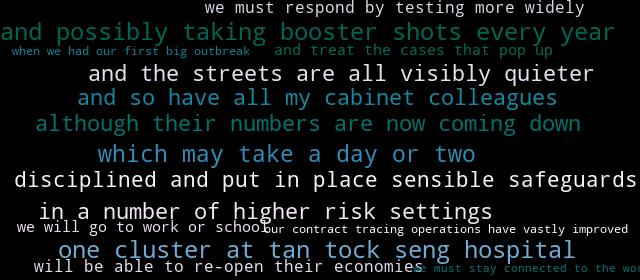 we must respond by testing more widely
and possibly taking booster shots every year
when we had our first big outbreak
and treat the cases that pop up
and the streets are all visibly quieter
and so have all my cabinet colleagues
although their numbers are now coming down
which may take a day or two
disciplined and put in place sensible safeguards
in a number of higher risk settings
we will go to work or school
our contract tracing operations have vastly improved
one cluster at tan tock seng hospital
will be able to re-open their economies
we must stay connected to the wo